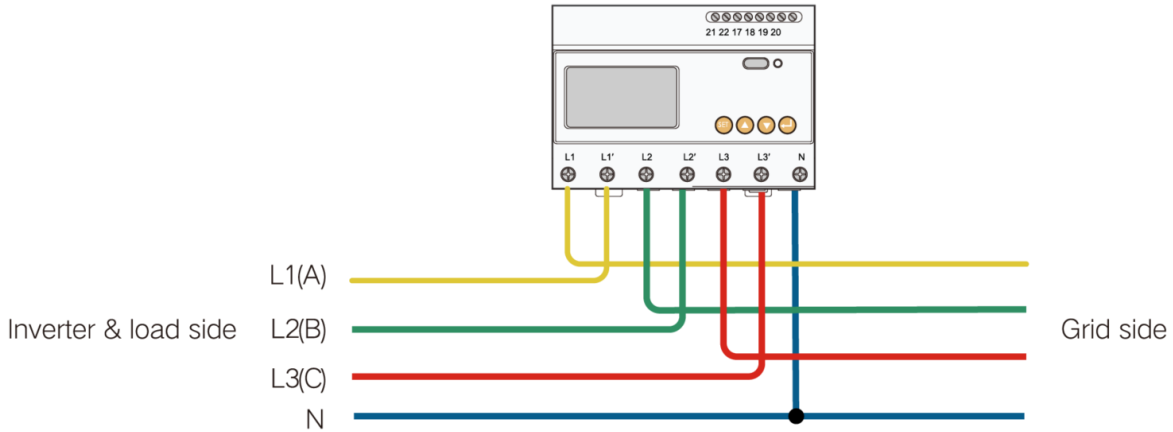 21 22 17 18 19 20
SET
L1 L1′ L2 L2′ L3 L3′ N
L1(A)
Inverter & load side L2(B) Grid side
L3(C)
N